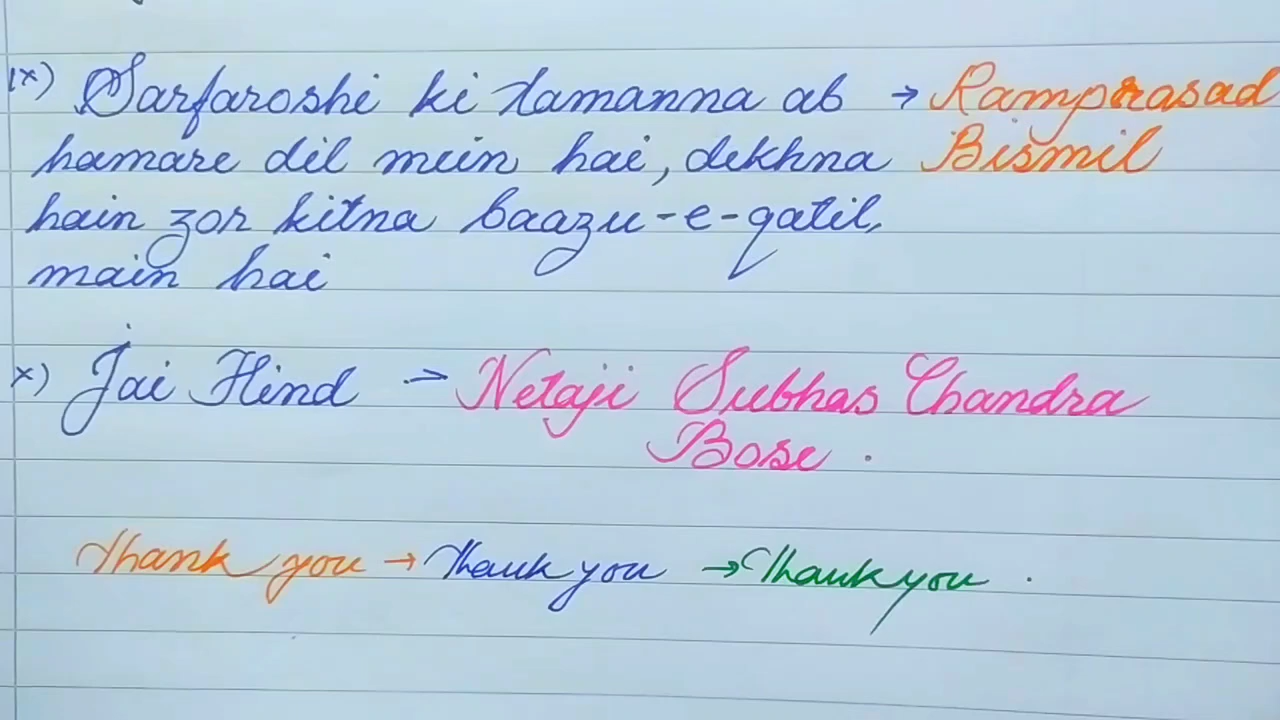 ix) Sarfaroshi ki tamanna ab → Ramprasad
hamare dil mein hai, dekhna Bismil
hain zor kitna baazu-e-qatil,
main hai
x) Jai Hind → Netaji Subhas Chandra
Bose .
Thank you → Thank you → Thank you .